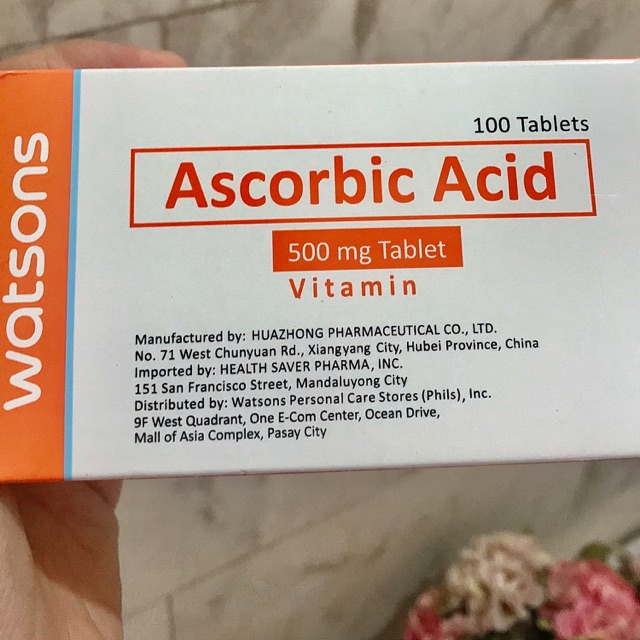 watsons
100 Tablets
Ascorbic Acid
500 mg Tablet
Vitamin
Manufactured by: HUAZHONG PHARMACEUTICAL CO., LTD.
No. 71 West Chunyuan Rd., Xiangyang City, Hubei Province, China
Imported by: HEALTH SAVER PHARMA, INC.
151 San Francisco Street, Mandaluyong City
Distributed by: Watsons Personal Care Stores (Phils), Inc.
9F West Quadrant, One E-Com Center, Ocean Drive,
Mall of Asia Complex, Pasay City